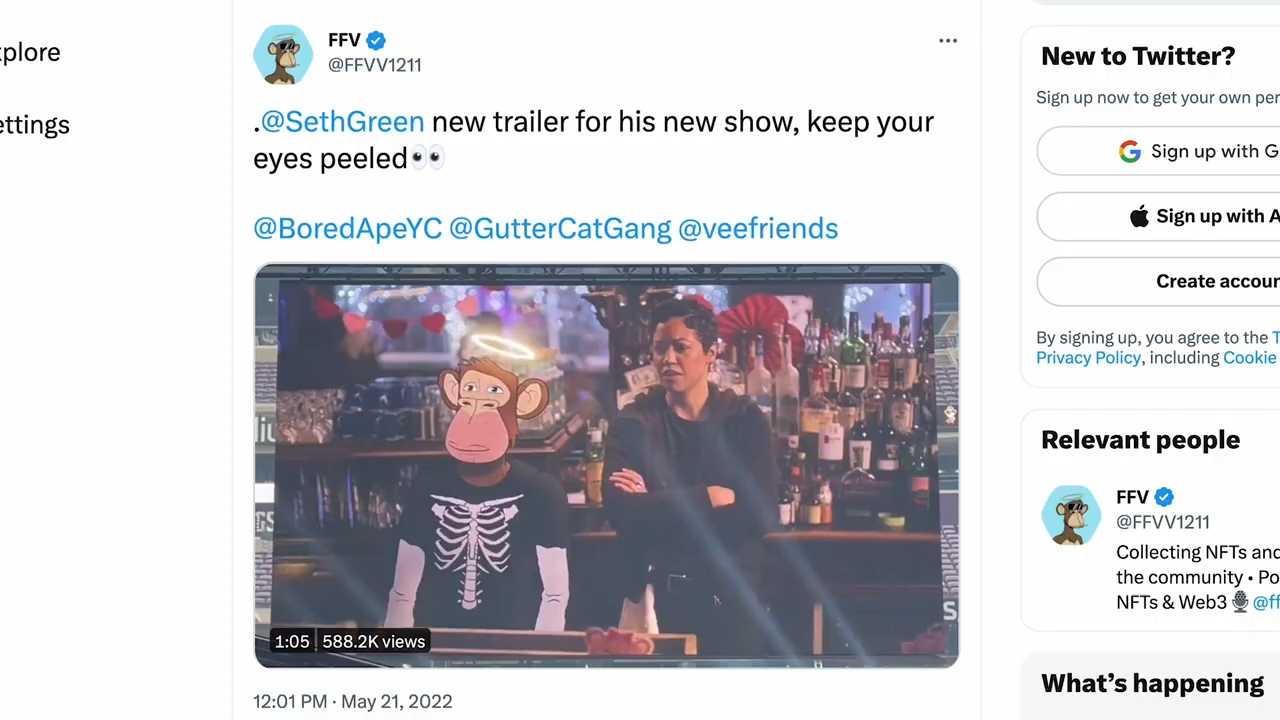 xplore
ettings
FFV
@FFVV1211
.@SethGreen new trailer for his new show, keep your
eyes peeled👀
@BoredApeYC @GutterCatGang @veefriends
1:05 588.2K views
12:01 PM · May 21, 2022
New to Twitter?
Sign up now to get your own per
Sign up with G
Sign up with A
Create accoun
By signing up, you agree to the T
Privacy Policy, including Cookie
Relevant people
FFV
@FFVV1211
Collecting NFTs and
the community • Po
NFTs & Web3 🎙 @ff
What's happening